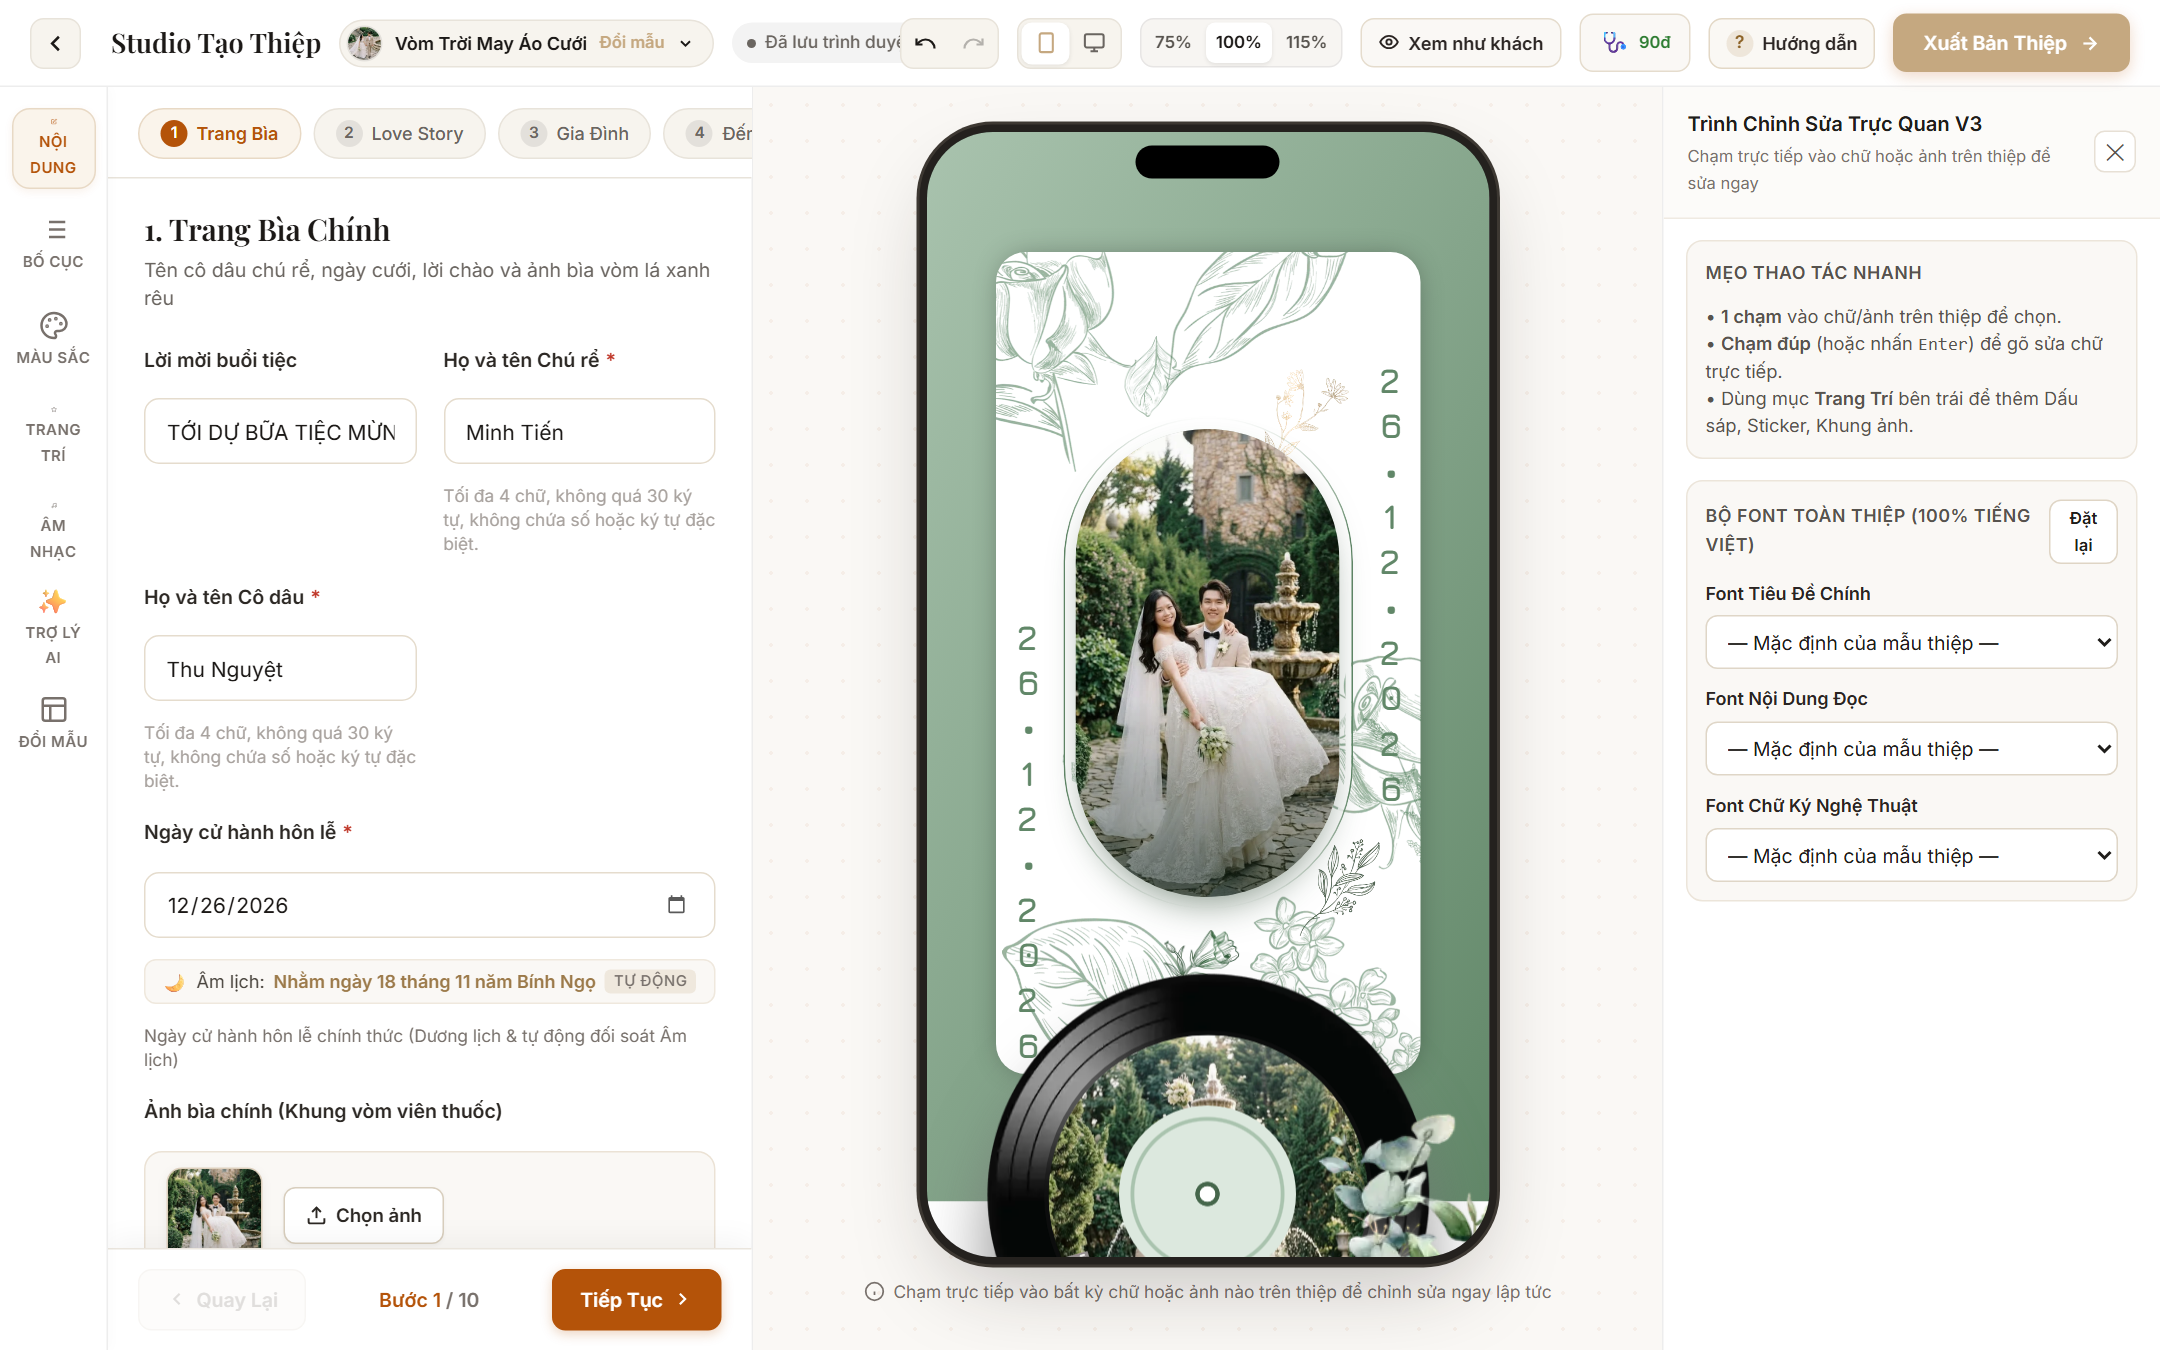 Studio Tạo Thiệp
Vòm Trời May Áo Cưới Đổi mẫu
Đã lưu trình duyệ
75% 100% 115%
Xem như khách
90đ
? Hướng dẫn
Xuất Bản Thiệp →
NỘI
DUNG
BỐ CỤC
MÀU SẮC
TRANG
TRÍ
ÂM
NHẠC
TRỢ LÝ
AI
ĐỔI MẪU
1 Trang Bìa
2 Love Story
3 Gia Đình
4 Đế
1. Trang Bìa Chính
Tên cô dâu chú rể, ngày cưới, lời chào và ảnh bìa vòm lá xanh
rêu
Lời mời buổi tiệc
TỚI DỰ BỮA TIỆC MỪN
Họ và tên Chú rể *
Minh Tiến
Tối đa 4 chữ, không quá 30 ký
tự, không chứa số hoặc ký tự đặc
biệt.
Họ và tên Cô dâu *
Thu Nguyệt
Tối đa 4 chữ, không quá 30 ký
tự, không chứa số hoặc ký tự đặc
biệt.
Ngày cử hành hôn lễ *
12/26/2026
🌙 Âm lịch: Nhằm ngày 18 tháng 11 năm Bính Ngọ TỰ ĐỘNG
Ngày cử hành hôn lễ chính thức (Dương lịch & tự động đối soát Âm
lịch)
Ảnh bìa chính (Khung vòm viên thuốc)
Chọn ảnh
Quay Lại
Bước 1 / 10
Tiếp Tục
26•12•2026
26•12•2026
Chạm trực tiếp vào bất kỳ chữ hoặc ảnh nào trên thiệp để chỉnh sửa ngay lập tức
Trình Chỉnh Sửa Trực Quan V3
Chạm trực tiếp vào chữ hoặc ảnh trên thiệp để
sửa ngay
MẸO THAO TÁC NHANH
• 1 chạm vào chữ/ảnh trên thiệp để chọn.
• Chạm đúp (hoặc nhấn Enter) để gõ sửa chữ
trực tiếp.
• Dùng mục Trang Trí bên trái để thêm Dấu
sáp, Sticker, Khung ảnh.
BỘ FONT TOÀN THIỆP (100% TIẾNG
VIỆT)
Đặt
lại
Font Tiêu Đề Chính
— Mặc định của mẫu thiệp —
Font Nội Dung Đọc
— Mặc định của mẫu thiệp —
Font Chữ Ký Nghệ Thuật
— Mặc định của mẫu thiệp —